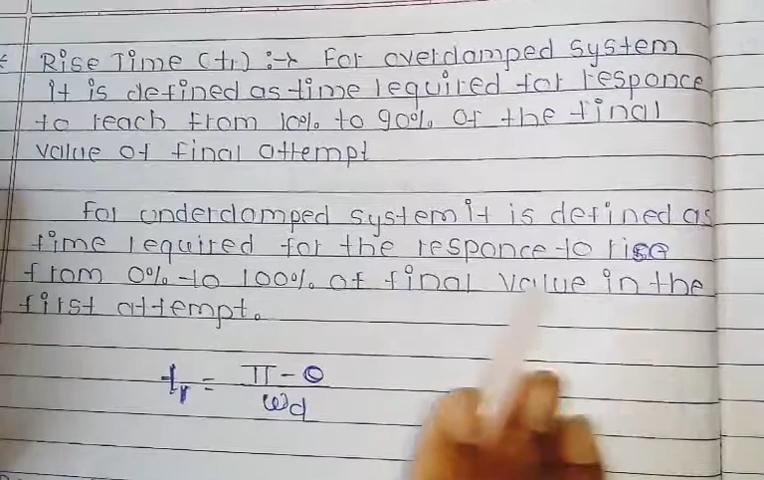 Rise Time (tr) :-> For overdamped system
it is defined as time required for responce
to reach from 10% to 90% of the final
value of final attempt
For underdamped system it is defined as
time required for the responce to rise
from 0% to 100% of final value in the
first attempt.
tr = π - θ
ωd